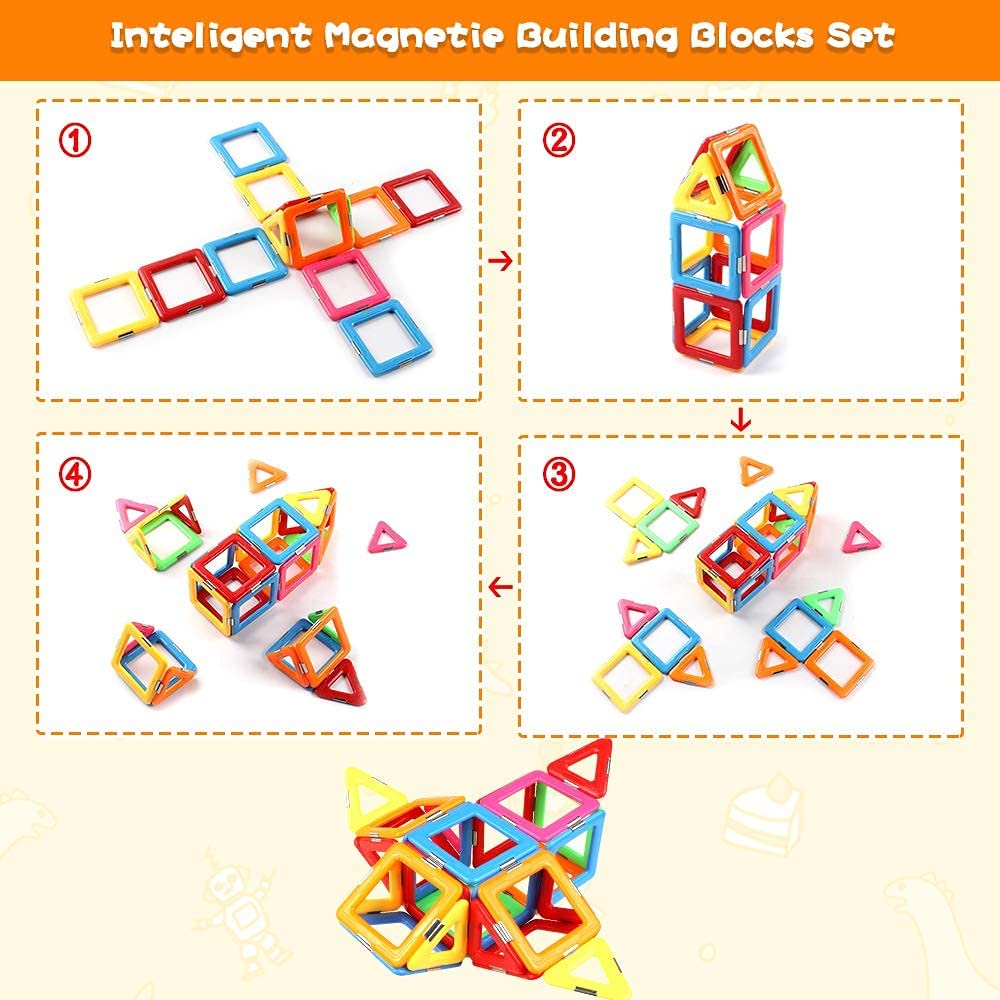 Inteligent Magnetie Building Blocks Set
①
②
④
③